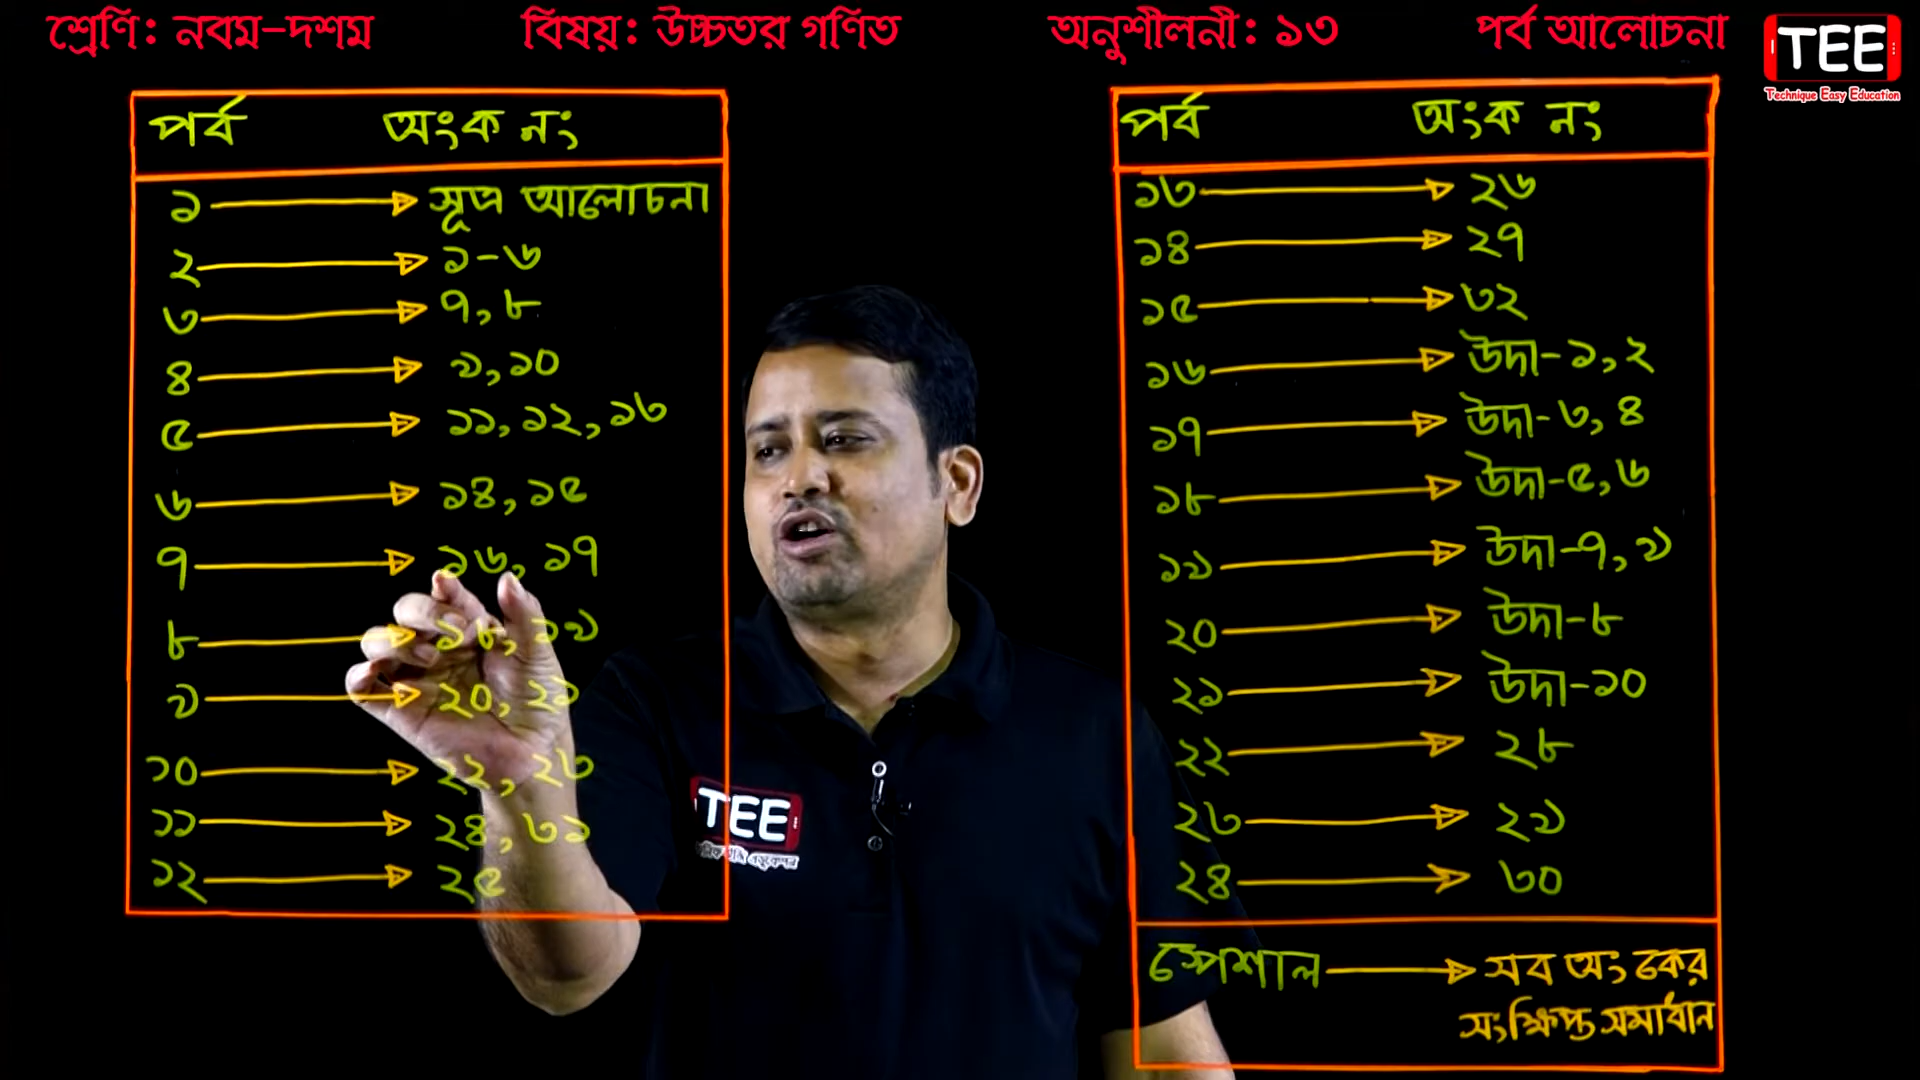 শ্রেণি: নবম-দশম বিষয়: উচ্চতর গণিত অনুশীলনী: ১৩ পর্ব আলোচনা
TEE
Technique Easy Education
পর্ব অংক নং
১ সূত্র আলোচনা
২ ১-৬
৩ ৭, ৮
৪ ৯, ১০
৫ ১১, ১২, ১৩
৬ ১৪, ১৫
৭ ১৬, ১৭
৮ ১৮, ১৯
৯ ২০, ২১
১০ ২২, ২৩
১১ ২৪, ৩১
১২ ২৫
পর্ব অংক নং
১৩ ২৬
১৪ ২৭
১৫ ৩২
১৬ উদা-১, ২
১৭ উদা-৩, ৪
১৮ উদা-৫, ৬
১৯ উদা-৭, ৯
২০ উদা-৮
২১ উদা-১০
২২ ২৮
২৩ ২৯
২৪ ৩০
স্পেশাল সব অংকের
সংক্ষিপ্ত সমাধান
TEE